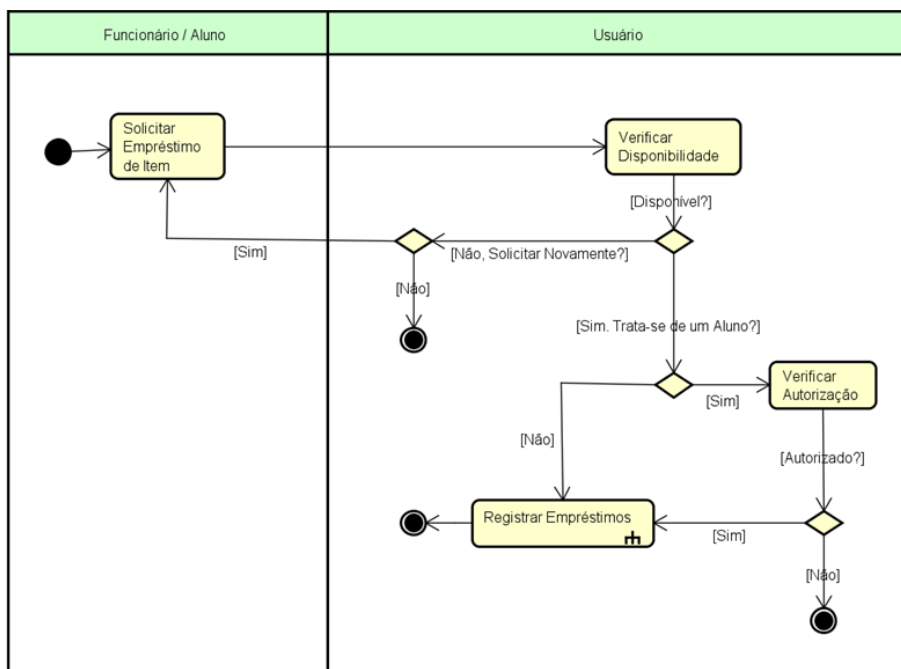 Funcionário / Aluno
Usuário
Solicitar
Empréstimo
de Item
Verificar
Disponibilidade
[Disponível?]
[Sim]
[Não, Solicitar Novamente?]
[Não]
[Sim. Trata-se de um Aluno?]
Verificar
Autorização
[Sim]
[Não]
[Autorizado?]
Registrar Empréstimos
[Sim]
[Não]